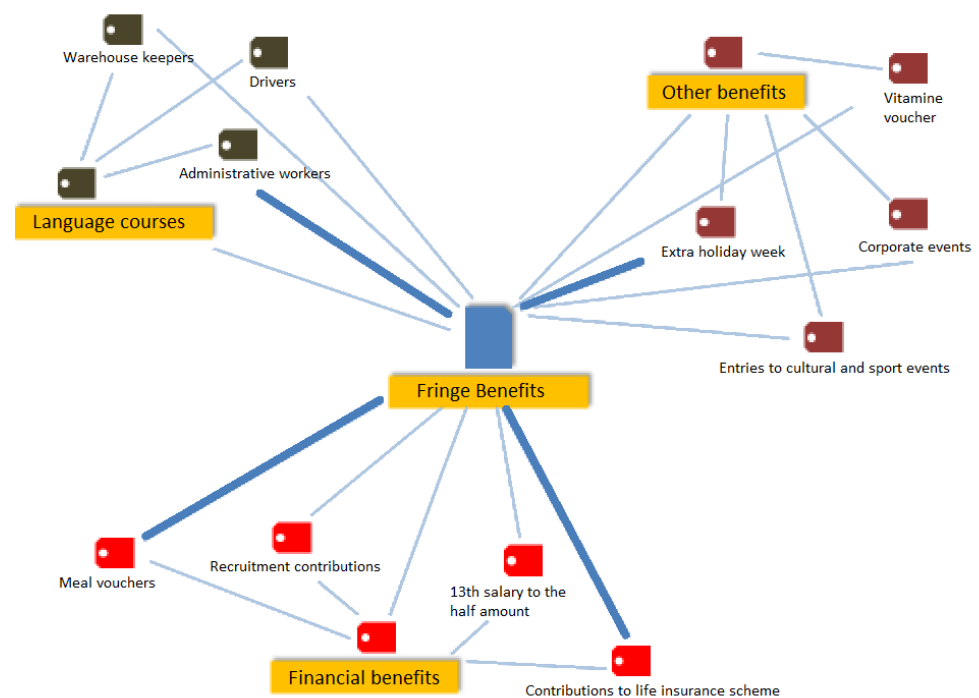 Warehouse keepers
Drivers
Administrative workers
Language courses
Other benefits
Vitamine
voucher
Extra holiday week
Corporate events
Entries to cultural and sport events
Fringe Benefits
Meal vouchers
Recruitment contributions
13th salary to the
half amount
Financial benefits
Contributions to life insurance scheme